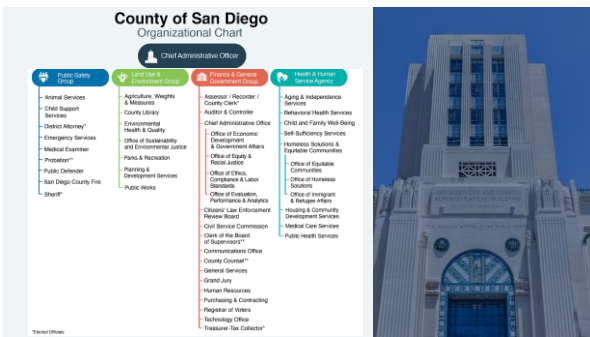 County of San Diego
Organizational Chart
Chief Administrative Officer
Public Safety
Group
Animal Services
Child Support
Services
District Attorney*
Emergency Services
Medical Examiner
Probation**
Public Defender
San Diego County Fire
Sheriff*
Land Use &
Environment Group
Agriculture, Weights
& Measures
County Library
Environmental
Health & Quality
Office of Sustainability
and Environmental Justice
Parks & Recreation
Planning &
Development Services
Public Works
Finance & General
Government Group
Assessor / Recorder /
County Clerk*
Auditor & Controller
Chief Administrative Office
Office of Economic
Development
& Government Affairs
Office of Equity &
Racial Justice
Office of Ethics,
Compliance & Labor
Standards
Office of Evaluation,
Performance & Analytics
Citizens' Law Enforcement
Review Board
Civil Service Commission
Clerk of the Board
of Supervisors**
Communications Office
County Counsel**
General Services
Grand Jury
Human Resources
Purchasing & Contracting
Registrar of Voters
Technology Office
Treasurer-Tax Collector*
Health & Human
Service Agency
Aging & Independence
Services
Behavioral Health Services
Child and Family Well-Being
Self-Sufficiency Services
Homeless Solutions &
Equitable Communities
Office of Equitable
Communities
Office of Homeless
Solutions
Office of Immigrant
& Refugee Affairs
Housing & Community
Development Services
Medical Care Services
Public Health Services
*Elected Officials
ADMINISTRATION BUILDING